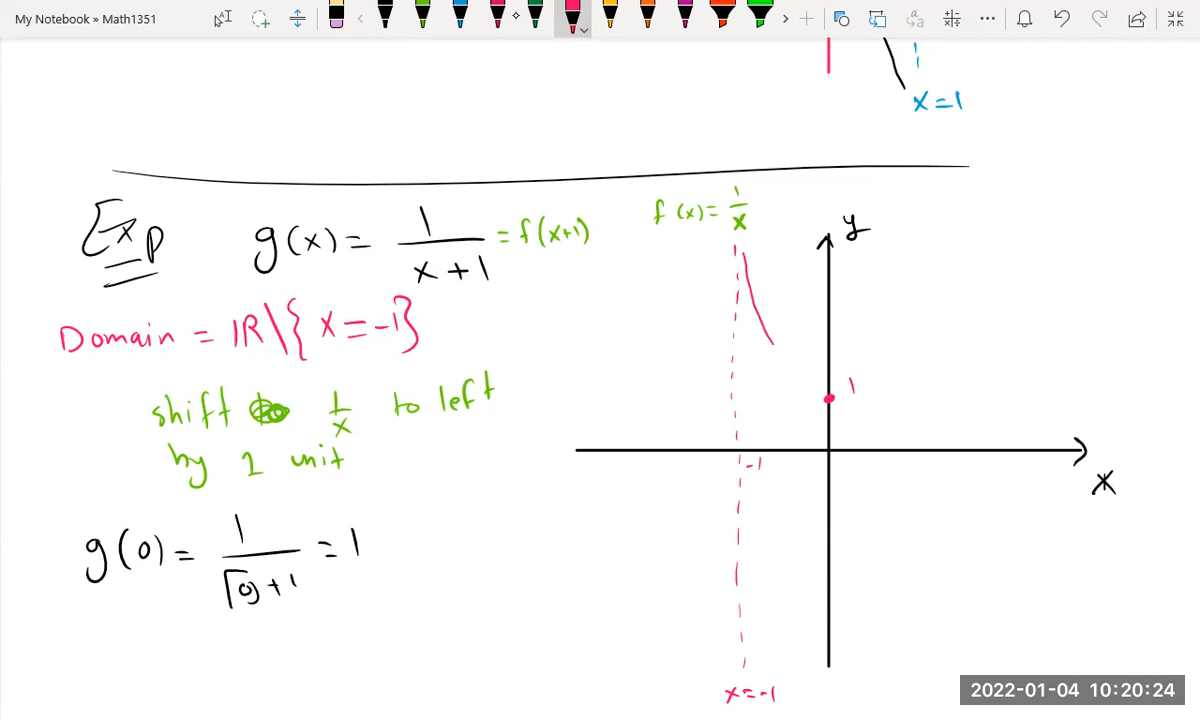 My Notebook » Math1351
x = 1
Exp g(x) = 1/(x+1) = f(x+1)
f(x) = 1/x
y
Domain = IR\{x = -1}
1
shift 1/x to left
by 1 unit
-1
x
g(0) = 1/(0+1) = 1
x = -1
2022-01-04 10:20:24